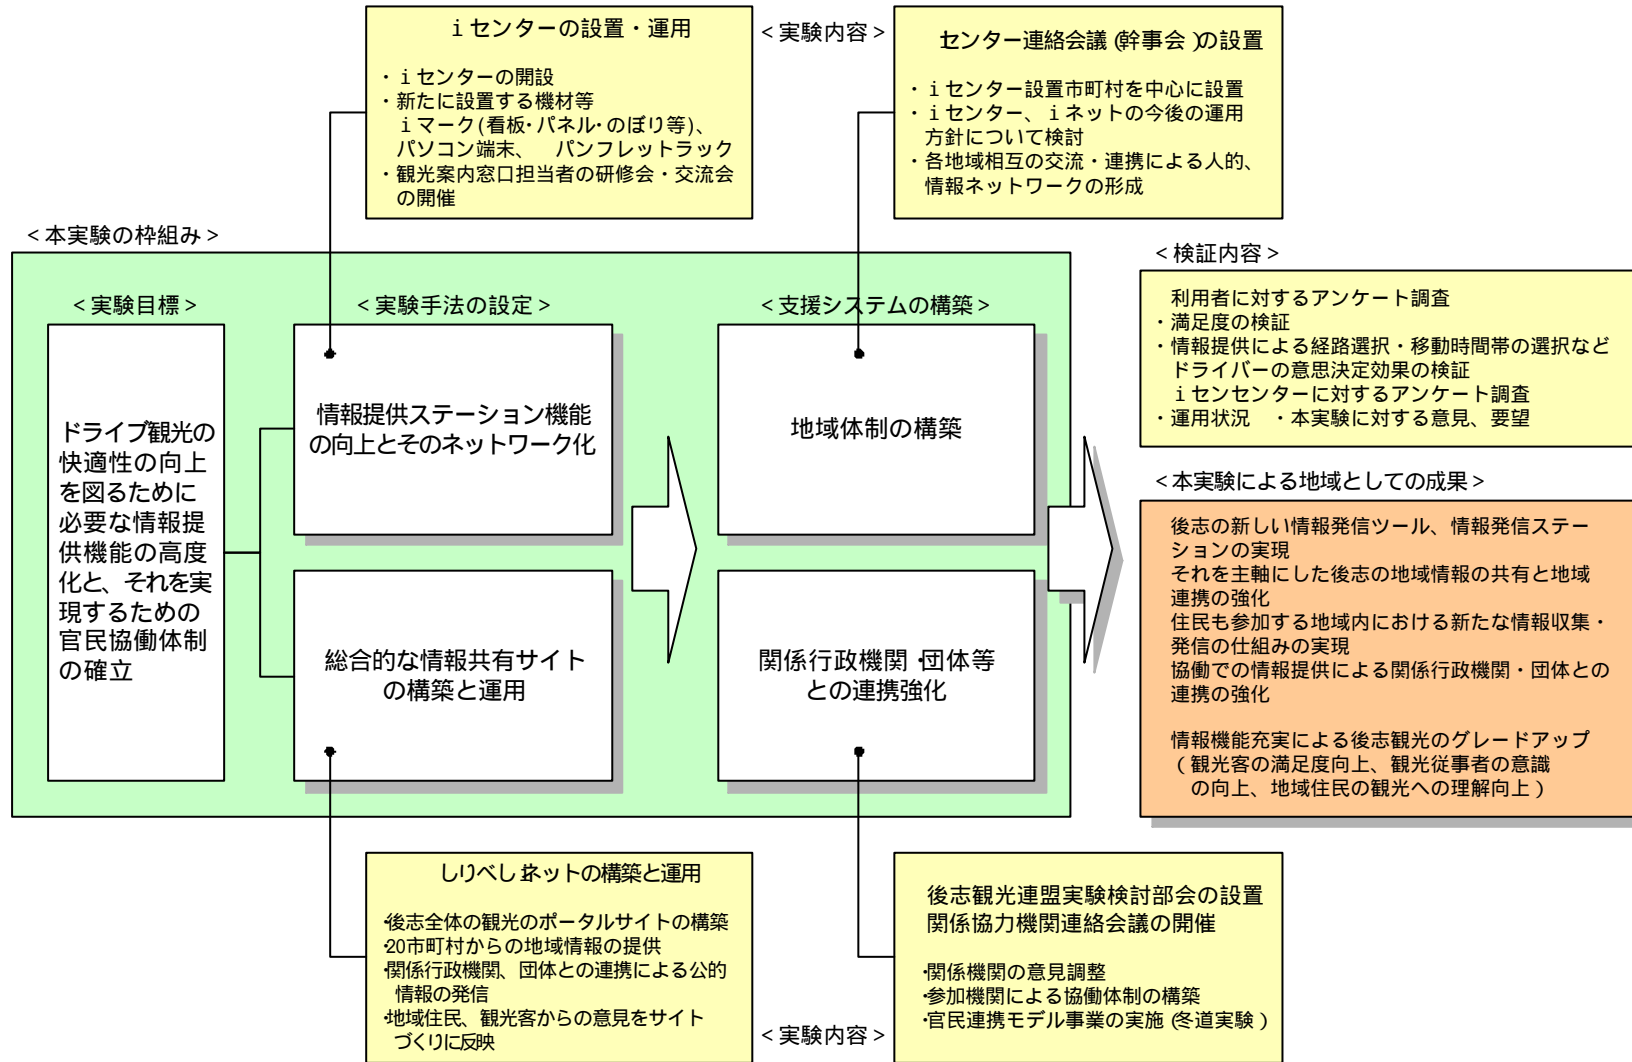 ｉセンターの設置・運用
・ｉセンターの開設
・新たに設置する機材等
ｉマーク(看板・パネル・のぼり等)、
パソコン端末、　パンフレットラック
・観光案内窓口担当者の研修会・交流会
の開催
＜実験内容＞
センター連絡会議(幹事会)の設置
・ｉセンター設置市町村を中心に設置
・ｉセンター、ｉネットの今後の運用
方針について検討
・各地域相互の交流・連携による人的、
情報ネットワークの形成
＜本実験の枠組み＞
＜実験目標＞
ドライブ観光の
快適性の向上
を図るために
必要な情報提
供機能の高度
化と、それを実
現するための
官民協働体制
の確立
＜実験手法の設定＞
情報提供ステーション機能
の向上とそのネットワーク化
総合的な情報共有サイト
の構築と運用
＜支援システムの構築＞
地域体制の構築
関係行政機関・団体等
との連携強化
＜検証内容＞
利用者に対するアンケート調査
・満足度の検証
・情報提供による経路選択・移動時間帯の選択など
ドライバーの意思決定効果の検証
ｉセンセンターに対するアンケート調査
・運用状況　・本実験に対する意見、要望
＜本実験による地域としての成果＞
後志の新しい情報発信ツール、情報発信ステー
ションの実現
それを主軸にした後志の地域情報の共有と地域
連携の強化
住民も参加する地域内における新たな情報収集・
発信の仕組みの実現
協働での情報提供による関係行政機関・団体との
連携の強化
情報機能充実による後志観光のグレードアップ
（観光客の満足度向上、観光従事者の意識
の向上、地域住民の観光への理解向上）
しりべしネットの構築と運用
・後志全体の観光のポータルサイトの構築
・20市町村からの地域情報の提供
・関係行政機関、団体との連携による公的
情報の発信
・地域住民、観光客からの意見をサイト
づくりに反映
＜実験内容＞
後志観光連盟実験検討部会の設置
関係協力機関連絡会議の開催
・関係機関の意見調整
・参加機関による協働体制の構築
・官民連携モデル事業の実施(冬道実験)